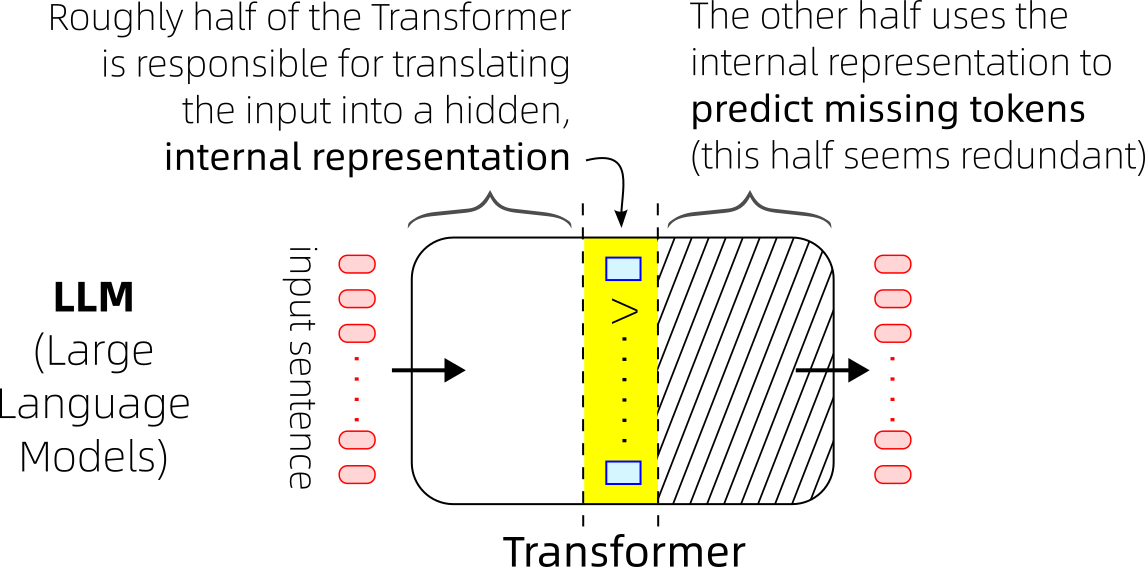 Roughly half of the Transformer
is responsible for translating
the input into a hidden,
internal representation
The other half uses the
internal representation to
predict missing tokens
(this half seems redundant)
LLM
(Large
Language
Models)
input sentence
>
Transformer